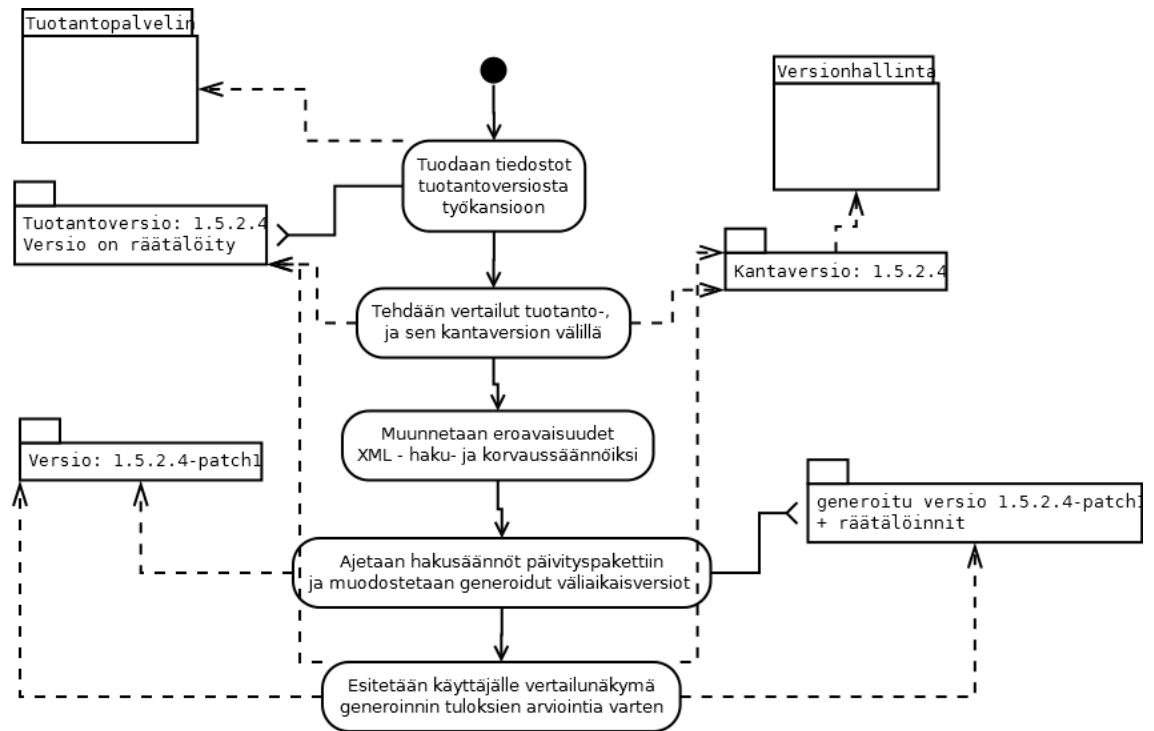 Tuotantopalvelin
Versionhallinta
Tuodaan tiedostot
tuotantoversiosta
työkansioon
Tuotantoversio: 1.5.2.4
Versio on räätälöity
Kantaversio: 1.5.2.4
Tehdään vertailut tuotanto-,
ja sen kantaversion välillä
Muunnetaan eroavaisuudet
XML - haku- ja korvaussäännöiksi
Versio: 1.5.2.4-patch1
generoitu versio 1.5.2.4-patch1
+ räätälöinnit
Ajetaan hakusäännöt päivityspakettiin
ja muodostetaan generoidut väliaikaisversiot
Esitetään käyttäjälle vertailunäkymä
generoinnin tuloksien arviointia varten